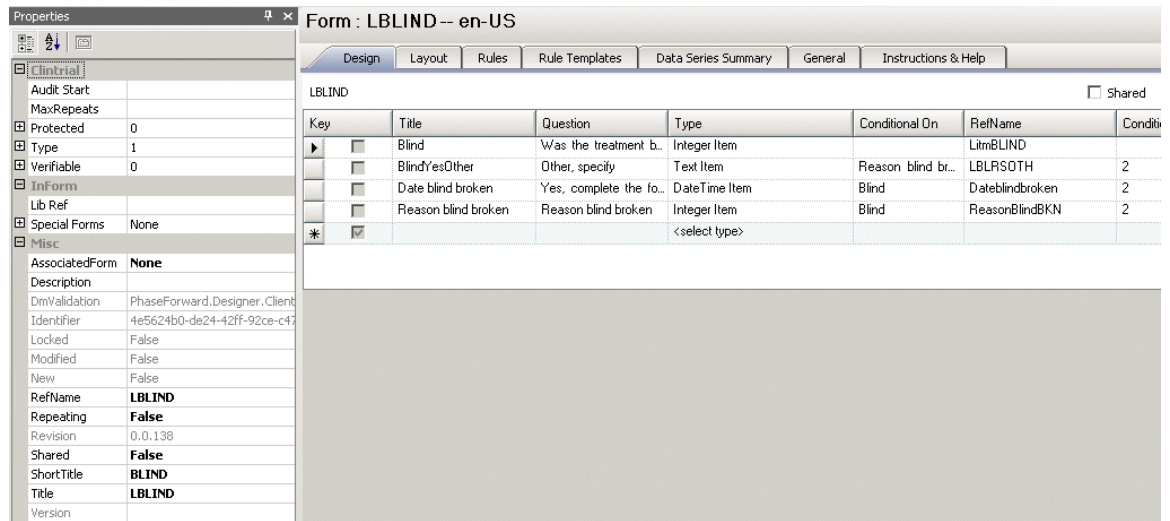 Properties
Clintrial
Audit Start
MaxRepeats
Protected 0
Type 1
Verifiable 0
InForm
Lib Ref
Special Forms None
Misc
AssociatedForm None
Description
DmValidation PhaseForward.Designer.Client
Identifier 4e5624b0-de24-42ff-92ce-c47
Locked False
Modified False
New False
RefName LBLIND
Repeating False
Revision 0.0.138
Shared False
ShortTitle BLIND
Title LBLIND
Version
Form : LBLIND -- en-US
Design Layout Rules Rule Templates Data Series Summary General Instructions & Help
LBLIND Shared
Key Title Question Type Conditional On RefName Conditio
Blind Was the treatment b... Integer Item LitmBLIND
BlindYesOther Other, specify Text Item Reason blind br... LBLRSOTH 2
Date blind broken Yes, complete the fo... DateTime Item Blind Dateblindbroken 2
Reason blind broken Reason blind broken Integer Item Blind ReasonBlindBKN 2
<select type>